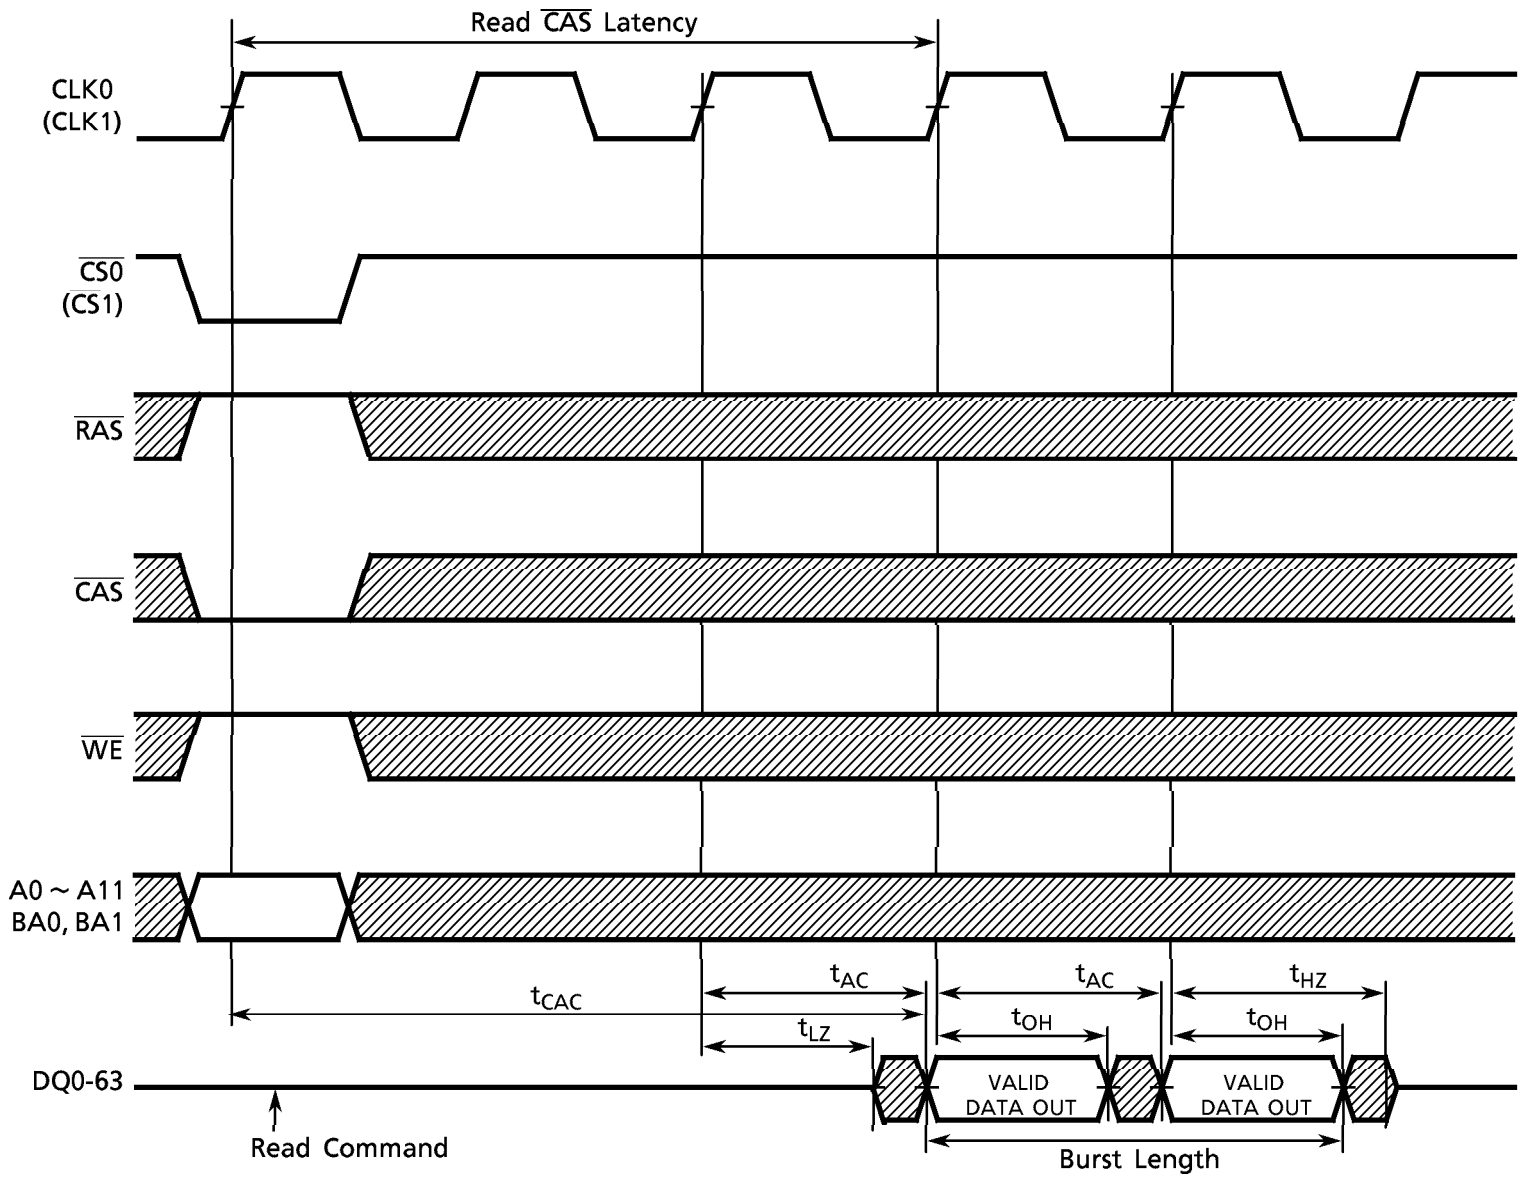 Read CAS Latency
CLK0
(CLK1)
CS0
(CS1)
RAS
CAS
WE
A0 ~ A11
BA0, BA1
tAC
tAC
tHZ
tCAC
tOH
tOH
tLZ
DQ0-63
VALID
DATA OUT
VALID
DATA OUT
Read Command
Burst Length